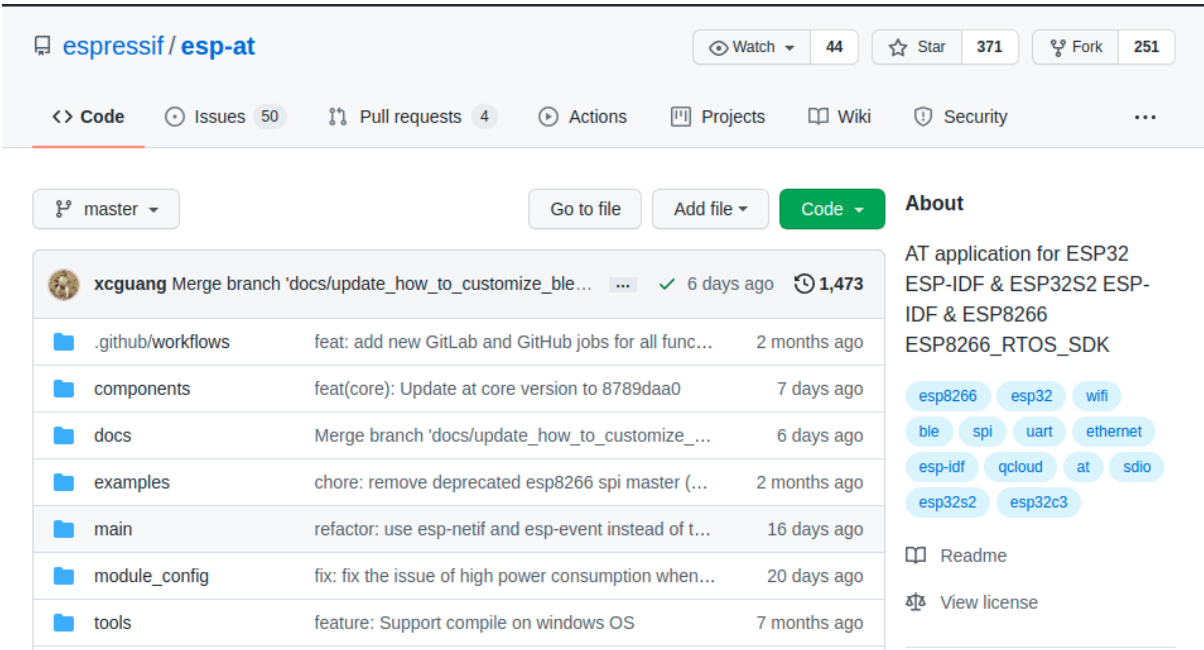 espressif / esp-at Watch 44 Star 371 Fork 251
Code Issues 50 Pull requests 4 Actions Projects Wiki Security ...
master Go to file Add file Code
About
AT application for ESP32
ESP-IDF & ESP32S2 ESP-
IDF & ESP8266
ESP8266_RTOS_SDK
xcguang Merge branch 'docs/update_how_to_customize_ble... ... 6 days ago 1,473
.github/workflows feat: add new GitLab and GitHub jobs for all func... 2 months ago
components feat(core): Update at core version to 8789daa0 7 days ago
docs Merge branch 'docs/update_how_to_customize_... 6 days ago
examples chore: remove deprecated esp8266 spi master (... 2 months ago
main refactor: use esp-netif and esp-event instead of t... 16 days ago
module_config fix: fix the issue of high power consumption when... 20 days ago
tools feature: Support compile on windows OS 7 months ago
esp8266 esp32 wifi
ble spi uart ethernet
esp-idf qcloud at sdio
esp32s2 esp32c3
Readme
View license